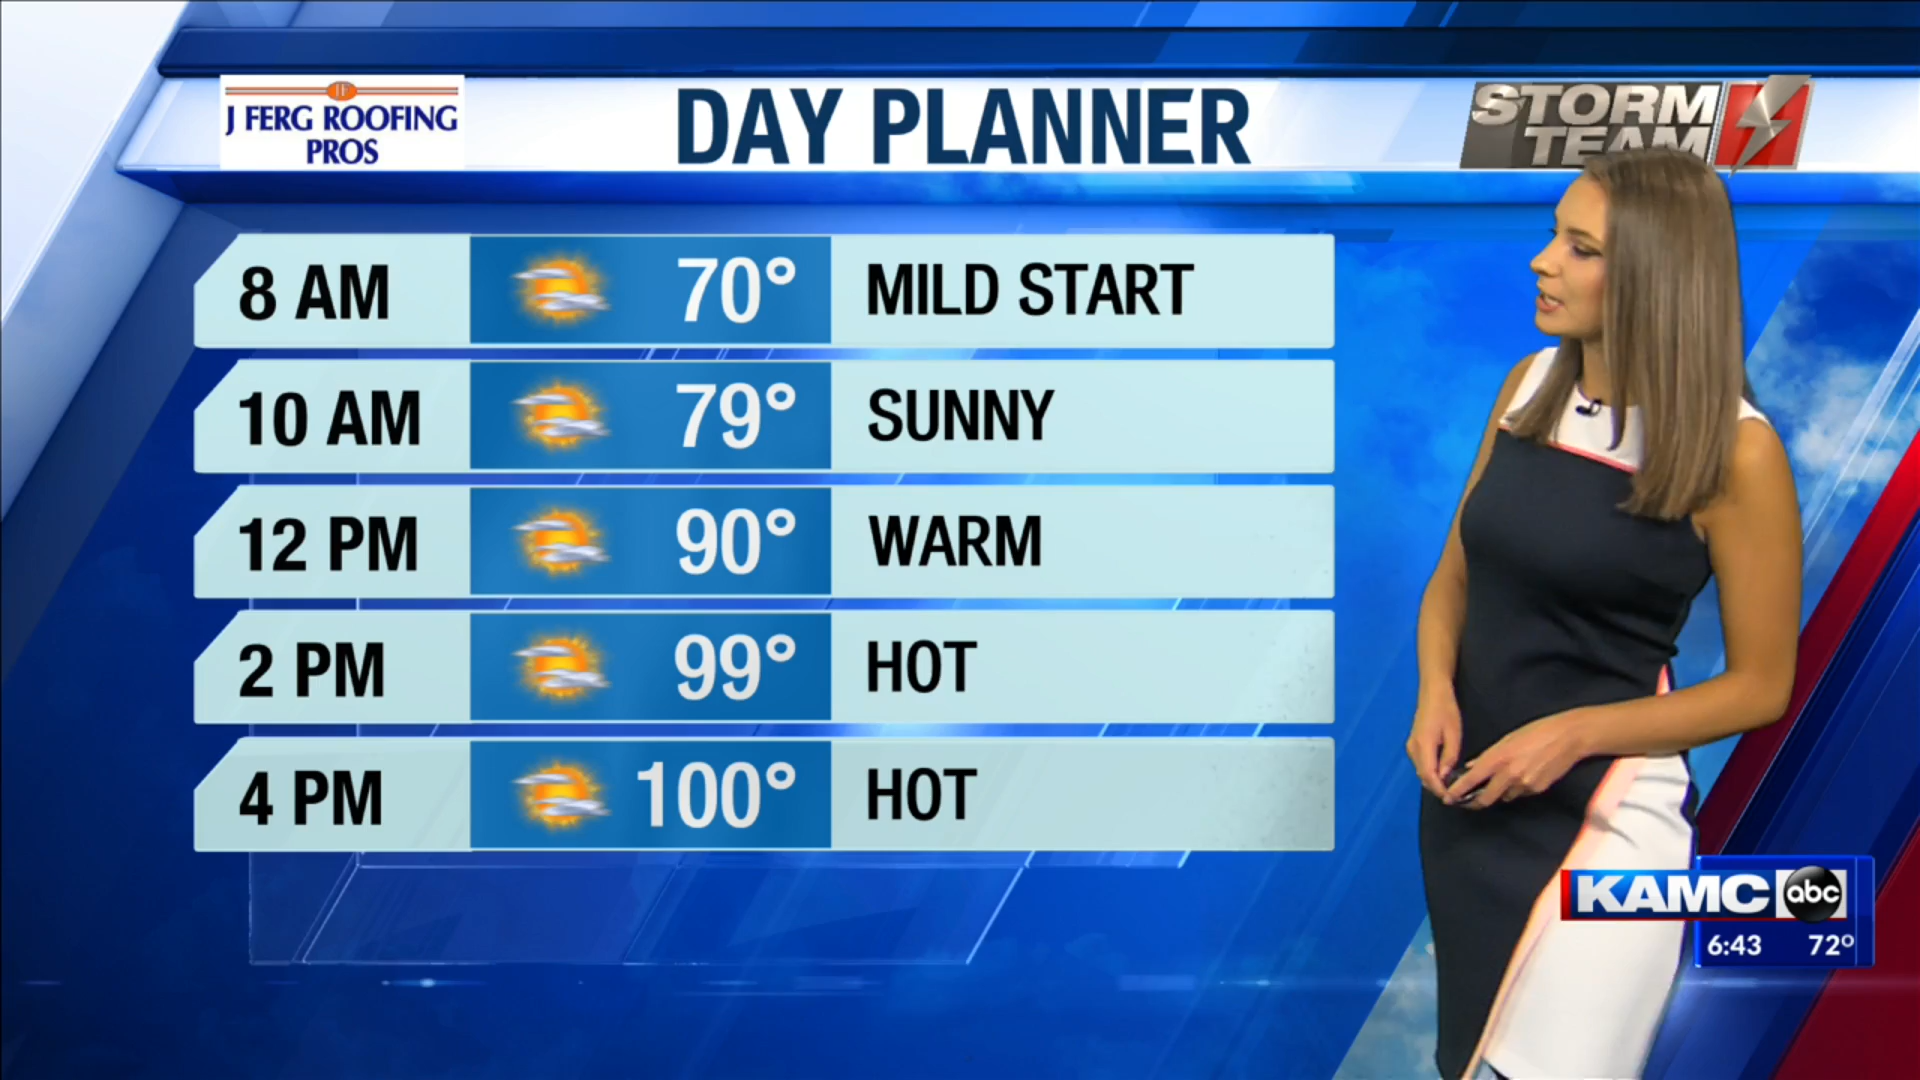 JF
J FERG ROOFING
PROS
DAY PLANNER
STORM
TEAM
8 AM 70° MILD START
10 AM 79° SUNNY
12 PM 90° WARM
2 PM 99° HOT
4 PM 100° HOT
KAMC abc
6:43 72°